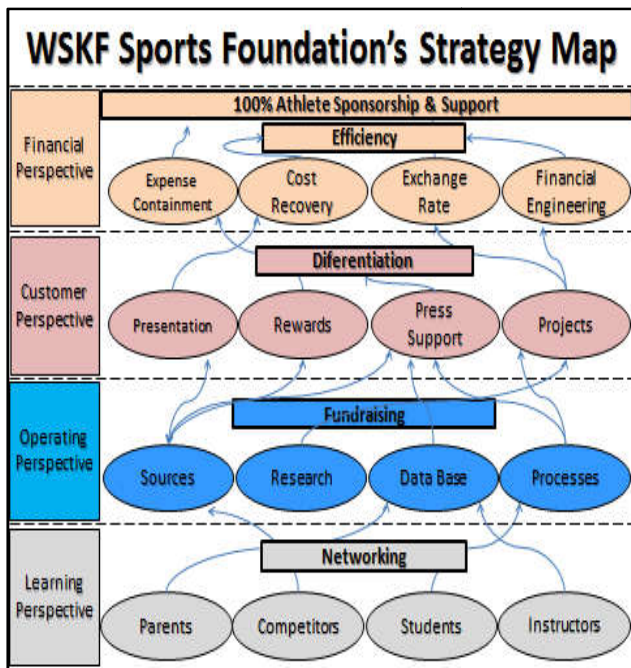 WSKF Sports Foundation's Strategy Map
100% Athlete Sponsorship & Support
Financial
Perspective
Efficiency
Expense
Containment
Cost
Recovery
Exchange
Rate
Financial
Engineering
Customer
Perspective
Diferentiation
Presentation
Rewards
Press
Support
Projects
Operating
Perspective
Fundraising
Sources
Research
Data Base
Processes
Learning
Perspective
Networking
Parents
Competitors
Students
Instructors